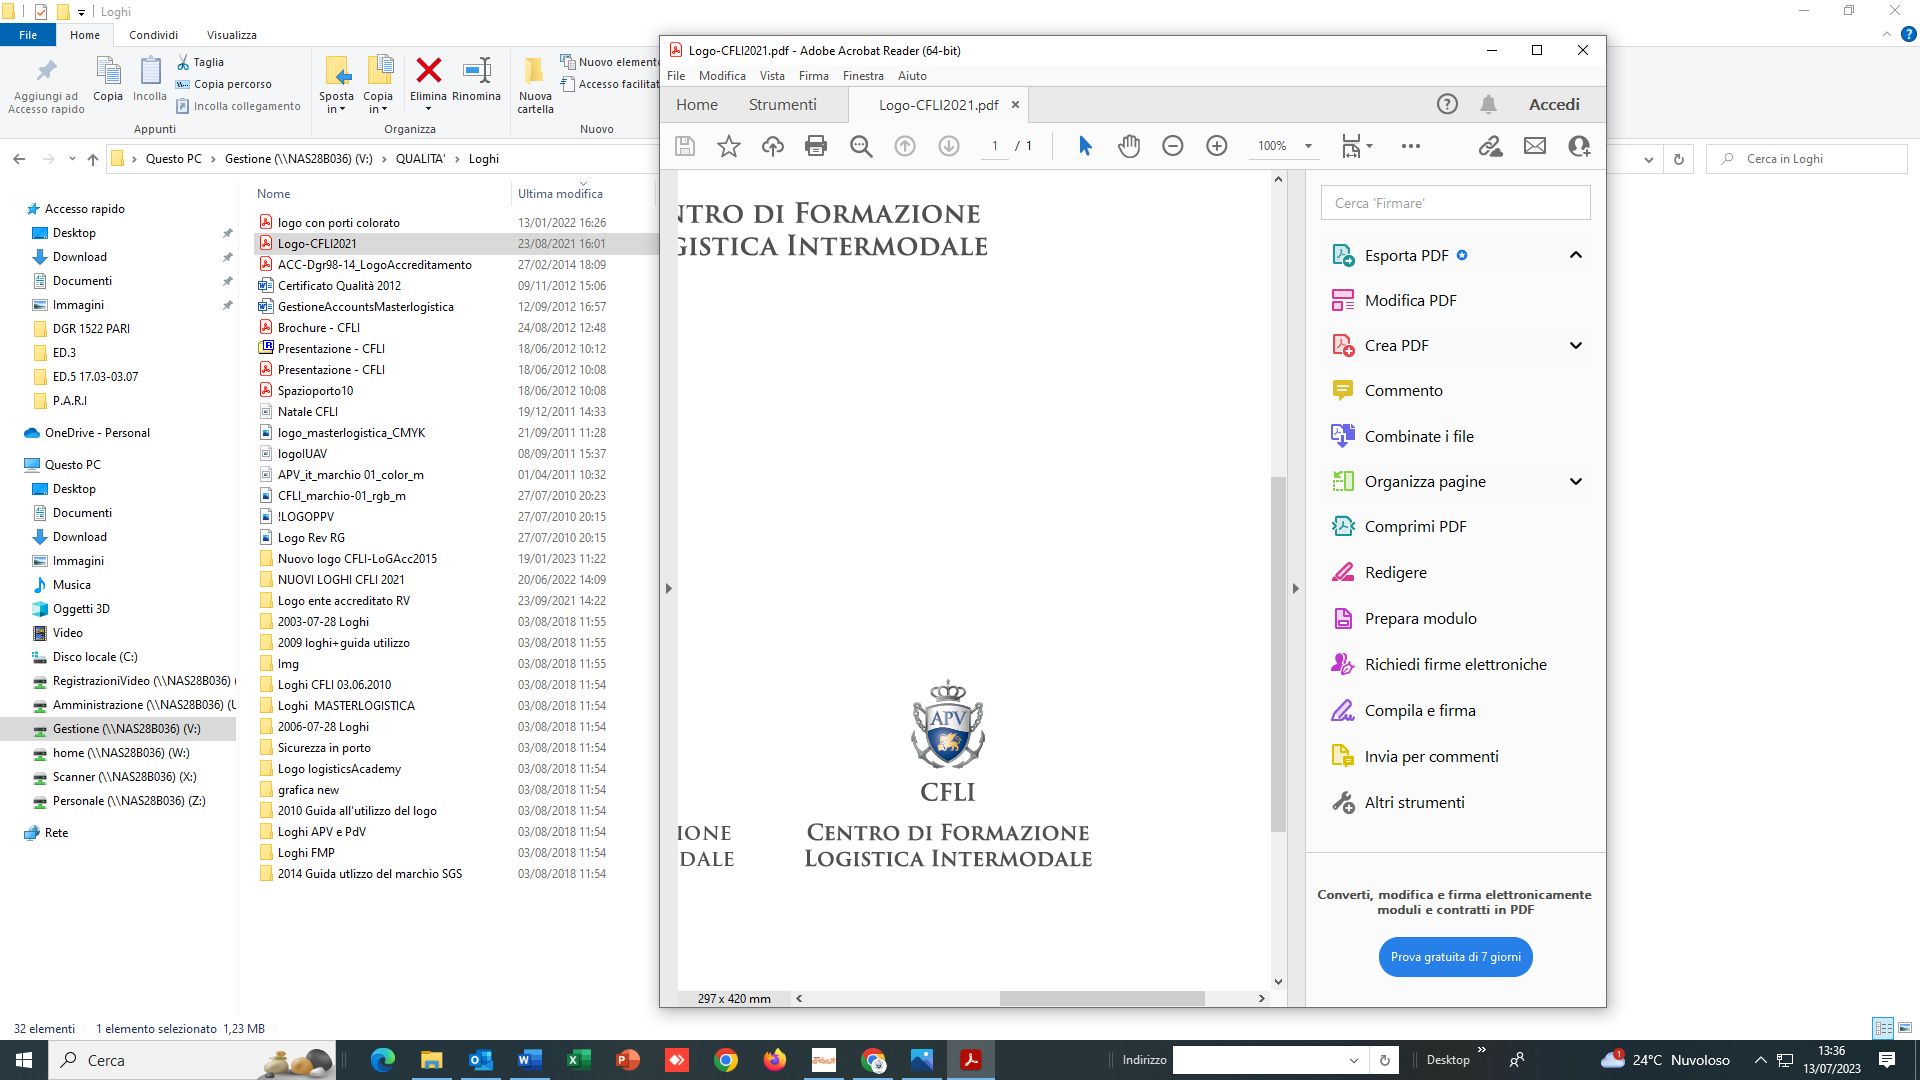 Loghi
File
Home
Condividi
Visualizza
Aggiungi ad
Accesso rapido
Copia
Incolla
Taglia
Copia percorso
Incolla collegamento
Appunti
Sposta
in
Copia
in
Elimina
Rinomina
Organizza
Nuova
cartella
Nuovo elemento
Accesso facilitat
Nuovo
Questo PC
Gestione (\\NAS28B036) (V:)
QUALITA'
Loghi
Cerca in Loghi
Accesso rapido
Desktop
Download
Documenti
Immagini
DGR 1522 PARI
ED.3
ED.5 17.03-03.07
P.A.R.I
OneDrive - Personal
Questo PC
Desktop
Documenti
Download
Immagini
Musica
Oggetti 3D
Video
Disco locale (C:)
RegistrazioniVideo (\\NAS28B036) (
Amministrazione (\\NAS28B036) (U
Gestione (\\NAS28B036) (V:)
home (\\NAS28B036) (W:)
Scanner (\\NAS28B036) (X:)
Personale (\\NAS28B036) (Z:)
Rete
Nome Ultima modifica
logo con porti colorato 13/01/2022 16:26
Logo-CFLI2021 23/08/2021 16:01
ACC-Dgr98-14_LogoAccreditamento 27/02/2014 18:09
Certificato Qualità 2012 09/11/2012 15:06
GestioneAccountsMasterlogistica 12/09/2012 16:57
Brochure - CFLI 24/08/2012 12:48
Presentazione - CFLI 18/06/2012 10:12
Presentazione - CFLI 18/06/2012 10:08
Spazioporto10 18/06/2012 10:08
Natale CFLI 19/12/2011 14:33
logo_masterlogistica_CMYK 21/09/2011 11:28
logoIUAV 08/09/2011 15:37
APV_it_marchio 01_color_m 01/04/2011 10:32
CFLI_marchio-01_rgb_m 27/07/2010 20:23
!LOGOPPV 27/07/2010 20:15
Logo Rev RG 27/07/2010 20:15
Nuovo logo CFLI-LoGAcc2015 19/01/2023 11:22
NUOVI LOGHI CFLI 2021 20/06/2022 14:09
Logo ente accreditato RV 23/09/2021 14:22
2003-07-28 Loghi 03/08/2018 11:55
2009 loghi+guida utilizzo 03/08/2018 11:55
Img 03/08/2018 11:55
Loghi CFLI 03.06.2010 03/08/2018 11:54
Loghi  MASTERLOGISTICA 03/08/2018 11:54
2006-07-28 Loghi 03/08/2018 11:54
Sicurezza in porto 03/08/2018 11:54
Logo logisticsAcademy 03/08/2018 11:54
grafica new 03/08/2018 11:54
2010 Guida all'utilizzo del logo 03/08/2018 11:54
Loghi APV e PdV 03/08/2018 11:54
Loghi FMP 03/08/2018 11:54
2014 Guida utlizzo del marchio SGS 03/08/2018 11:54
32 elementi 1 elemento selezionato 1,23 MB
Logo-CFLI2021.pdf - Adobe Acrobat Reader (64-bit)
File Modifica Vista Firma Finestra Aiuto
Home Strumenti Logo-CFLI2021.pdf Accedi
1 / 1 100%
NTRO DI FORMAZIONE
GISTICA INTERMODALE
APV
CFLI
IONE
DALE
CENTRO DI FORMAZIONE
LOGISTICA INTERMODALE
297 x 420 mm
Cerca 'Firmare'
Esporta PDF
Modifica PDF
Crea PDF
Commento
Combinate i file
Organizza pagine
Comprimi PDF
Redigere
Prepara modulo
Richiedi firme elettroniche
Compila e firma
Invia per commenti
Altri strumenti
Converti, modifica e firma elettronicamente
moduli e contratti in PDF
Prova gratuita di 7 giorni
Cerca
Indirizzo
Desktop
1
24°C Nuvoloso
13:36
13/07/2023